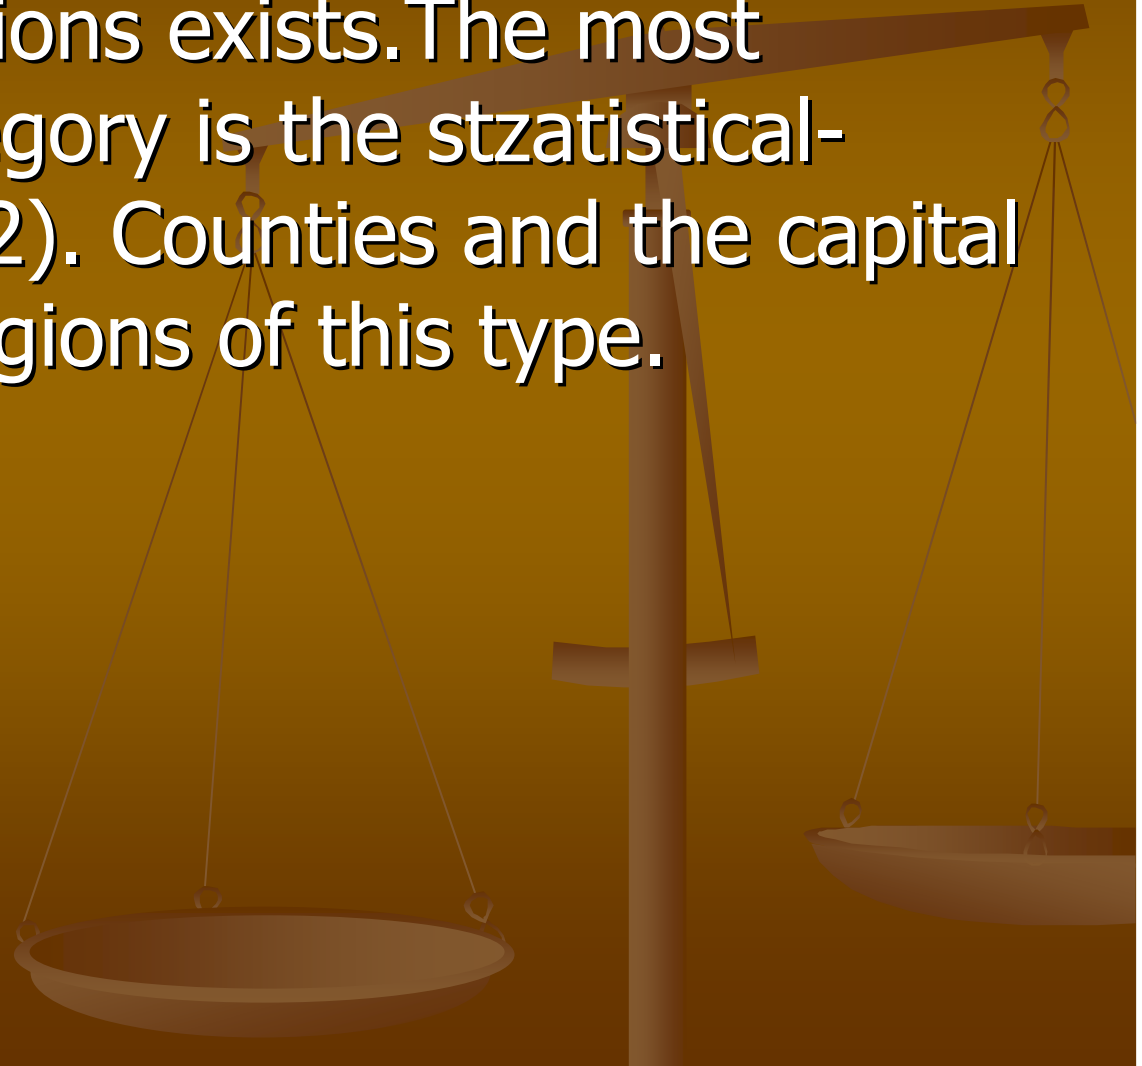 ions exists.The most
gory is the stzatistical-
2). Counties and the capital
gions of this type.